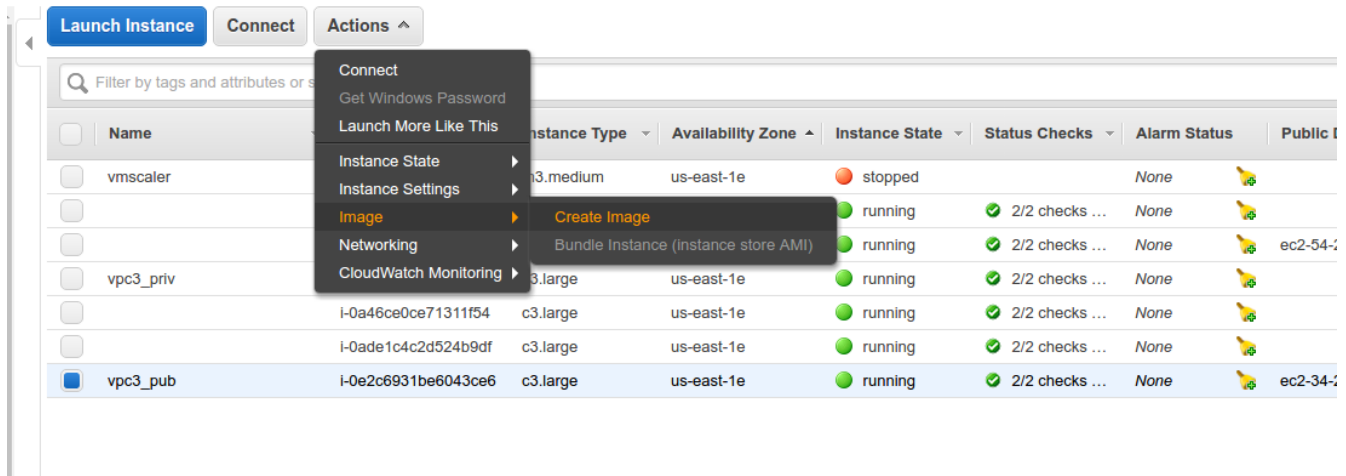 Launch Instance Connect Actions
Filter by tags and attributes or s
Connect
Get Windows Password
Launch More Like This
Instance State
Instance Settings
Image
Networking
CloudWatch Monitoring
Create Image
Bundle Instance (instance store AMI)
Name nstance Type Availability Zone Instance State Status Checks Alarm Status Public D
vmscaler n3.medium us-east-1e stopped None
running 2/2 checks ... None
running 2/2 checks ... None ec2-54-2
vpc3_priv 3.large us-east-1e running 2/2 checks ... None
i-0a46ce0ce71311f54 c3.large us-east-1e running 2/2 checks ... None
i-0ade1c4c2d524b9df c3.large us-east-1e running 2/2 checks ... None
vpc3_pub i-0e2c6931be6043ce6 c3.large us-east-1e running 2/2 checks ... None ec2-34-2